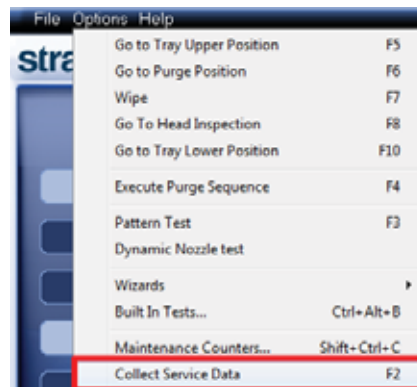 File Options Help
stra
Go to Tray Upper Position F5
Go to Purge Position F6
Wipe F7
Go To Head Inspection F8
Go to Tray Lower Position F10
Execute Purge Sequence F4
Pattern Test F3
Dynamic Nozzle test
Wizards
Built In Tests... Ctrl+Alt+B
Maintenance Counters... Shift+Ctrl+C
Collect Service Data F2